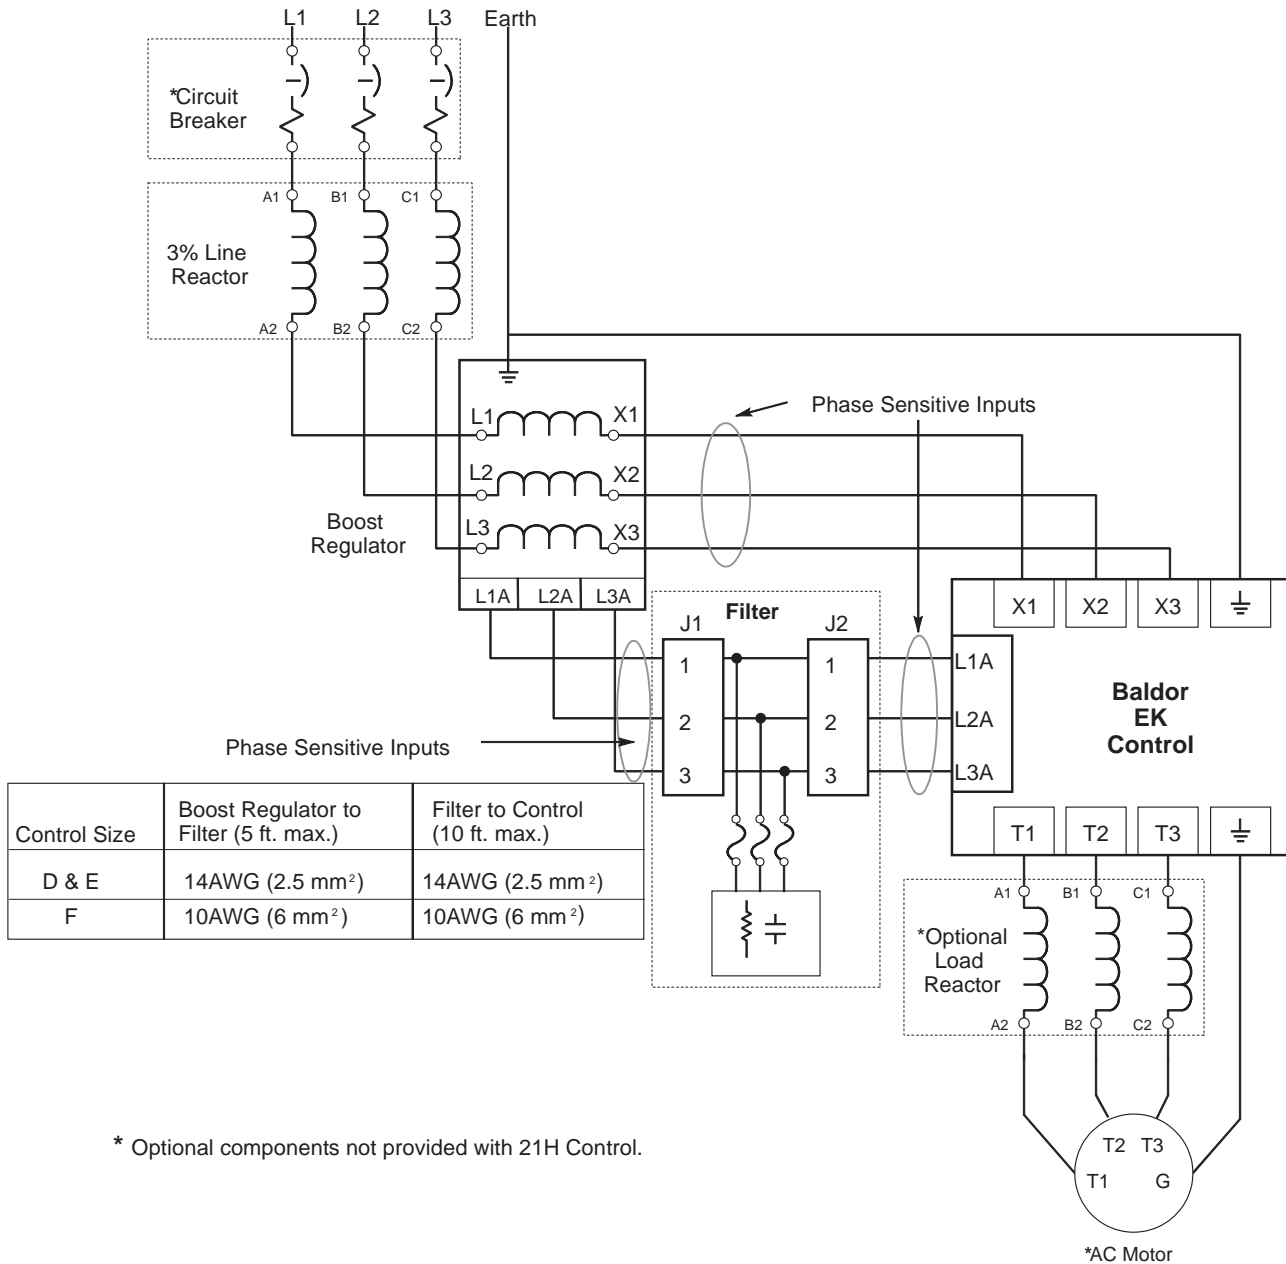 L1 L2 L3 Earth
*Circuit
Breaker
A1 B1 C1
3% Line
Reactor
A2 B2 C2
Phase Sensitive Inputs
L1 X1
L2 X2
L3 X3
Boost
Regulator
L1A L2A L3A
Filter
X1 X2 X3
J1 J2
1 1 L1A
2 2 L2A
3 3 L3A
Baldor
EK
Control
Phase Sensitive Inputs
Control Size Boost Regulator to Filter to Control
Filter (5 ft. max.) (10 ft. max.)
D & E 14AWG (2.5 mm²) 14AWG (2.5 mm²)
F 10AWG (6 mm²) 10AWG (6 mm²)
T1 T2 T3
A1 B1 C1
*Optional
Load
Reactor
A2 B2 C2
* Optional components not provided with 21H Control.
T2 T3
T1 G
*AC Motor